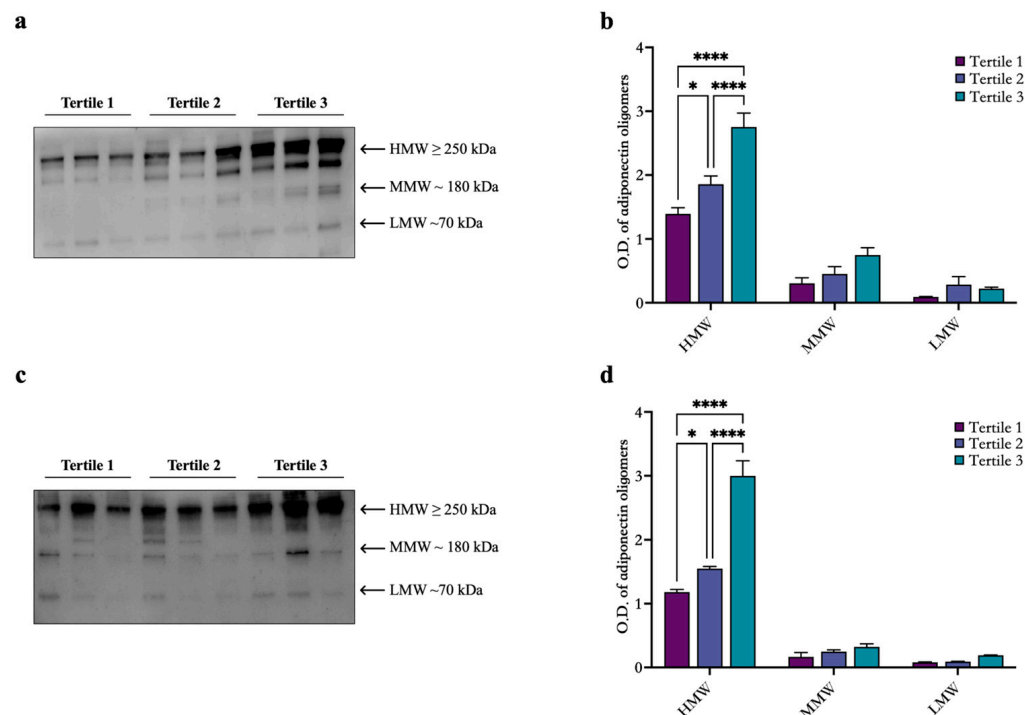 a
Tertile 1 Tertile 2 Tertile 3
HMW ≥ 250 kDa
MMW ~ 180 kDa
LMW ~70 kDa
b
O.D. of adiponectin oligomers
4
3
2
1
0
**** 
* ****
HMW MMW LMW
Tertile 1
Tertile 2
Tertile 3
c
Tertile 1 Tertile 2 Tertile 3
HMW ≥ 250 kDa
MMW ~ 180 kDa
LMW ~70 kDa
d
O.D. of adiponectin oligomers
4
3
2
1
0
****
* ****
HMW MMW LMW
Tertile 1
Tertile 2
Tertile 3